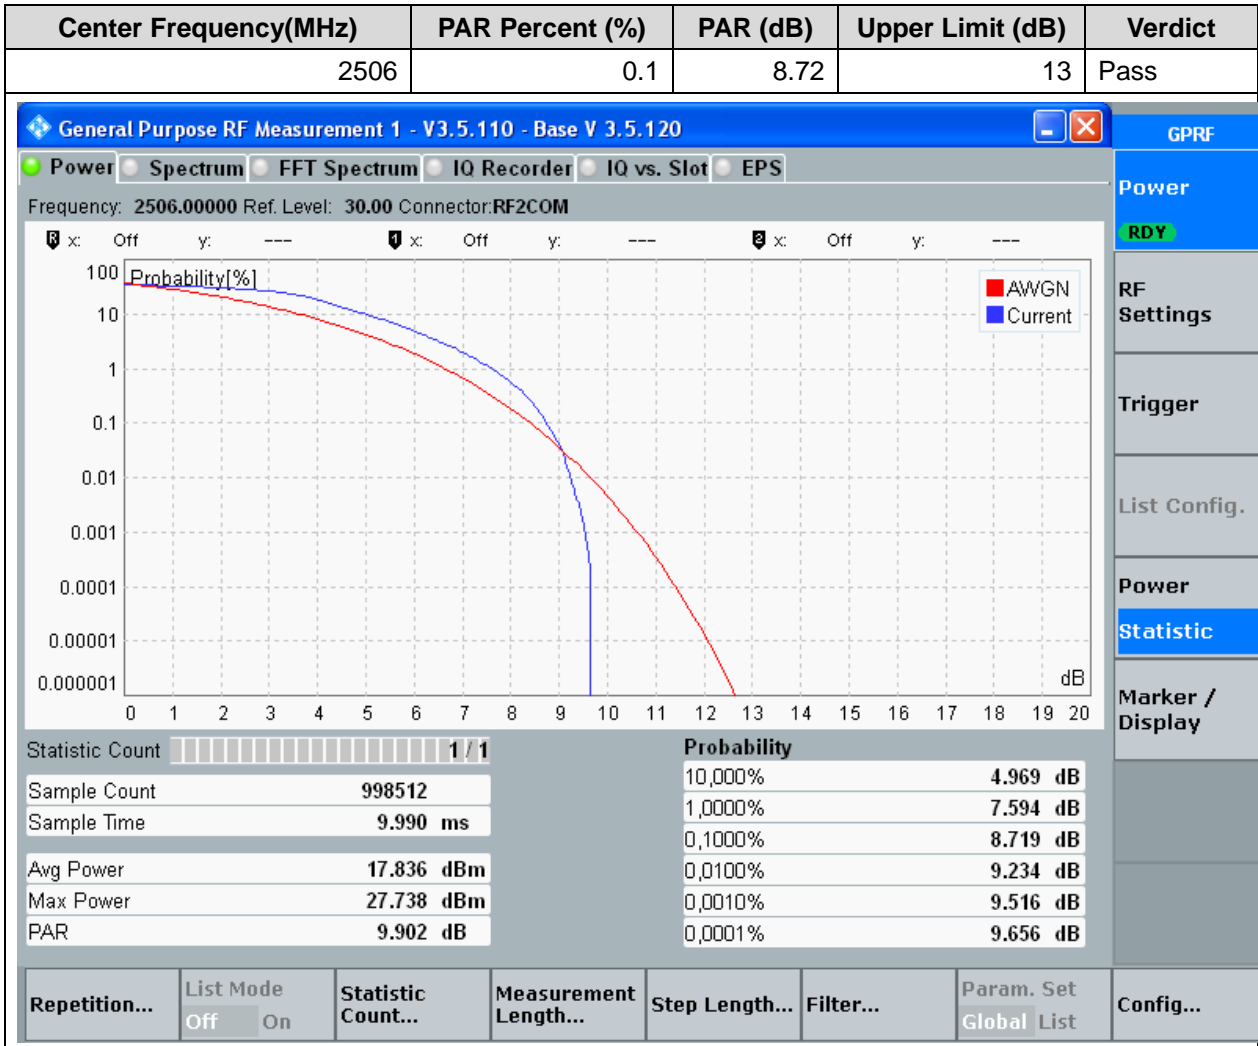 Center Frequency(MHz) PAR Percent (%) PAR (dB) Upper Limit (dB) Verdict
2506 0.1 8.72 13 Pass
General Purpose RF Measurement 1 - V3.5.110 - Base V 3.5.120
GPRF
Power Spectrum FFT Spectrum IQ Recorder IQ vs. Slot EPS
Frequency: 2506.00000 Ref. Level: 30.00 Connector:RF2COM
R x: Off y: --- 1 x: Off y: --- 2 x: Off y: ---
Probability[%]
AWGN
Current
100
10
1
0.1
0.01
0.001
0.0001
0.00001
0.000001
dB
0 1 2 3 4 5 6 7 8 9 10 11 12 13 14 15 16 17 18 19 20
Statistic Count 1 / 1
Sample Count 998512
Sample Time 9.990 ms
Avg Power 17.836 dBm
Max Power 27.738 dBm
PAR 9.902 dB
Probability
10,000% 4.969 dB
1,0000% 7.594 dB
0,1000% 8.719 dB
0,0100% 9.234 dB
0,0010% 9.516 dB
0,0001% 9.656 dB
Power
RDY
RF
Settings
Trigger
List Config.
Power
Statistic
Marker /
Display
Repetition...
List Mode
Off On
Statistic
Count...
Measurement
Length...
Step Length...
Filter...
Param. Set
Global List
Config...